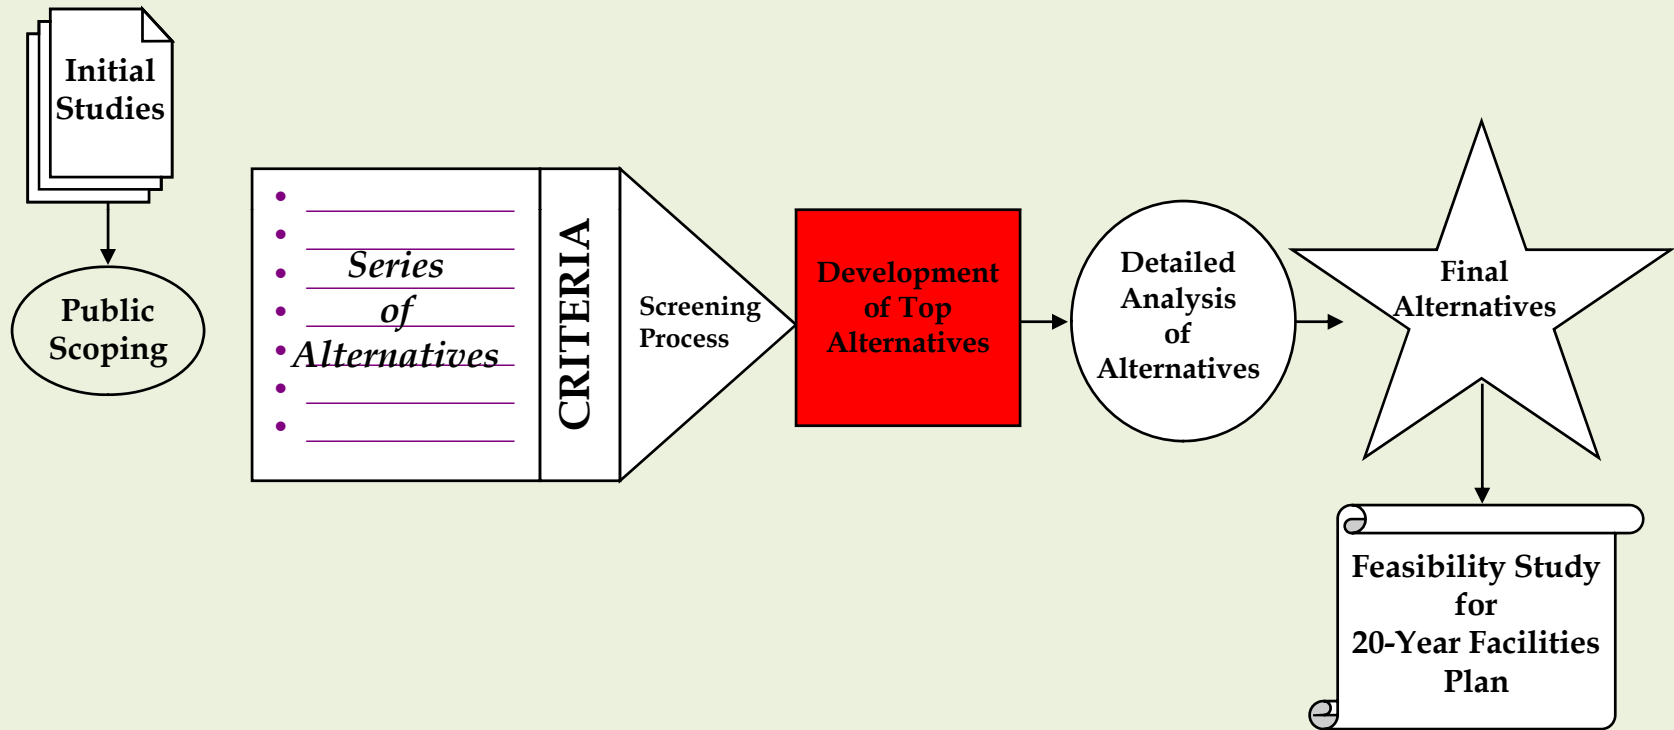 Initial
Studies
Public
Scoping
Series
of
Alternatives
CRITERIA
Screening
Process
Development
of Top
Alternatives
Detailed
Analysis
of
Alternatives
Final
Alternatives
Feasibility Study
for
20-Year Facilities
Plan